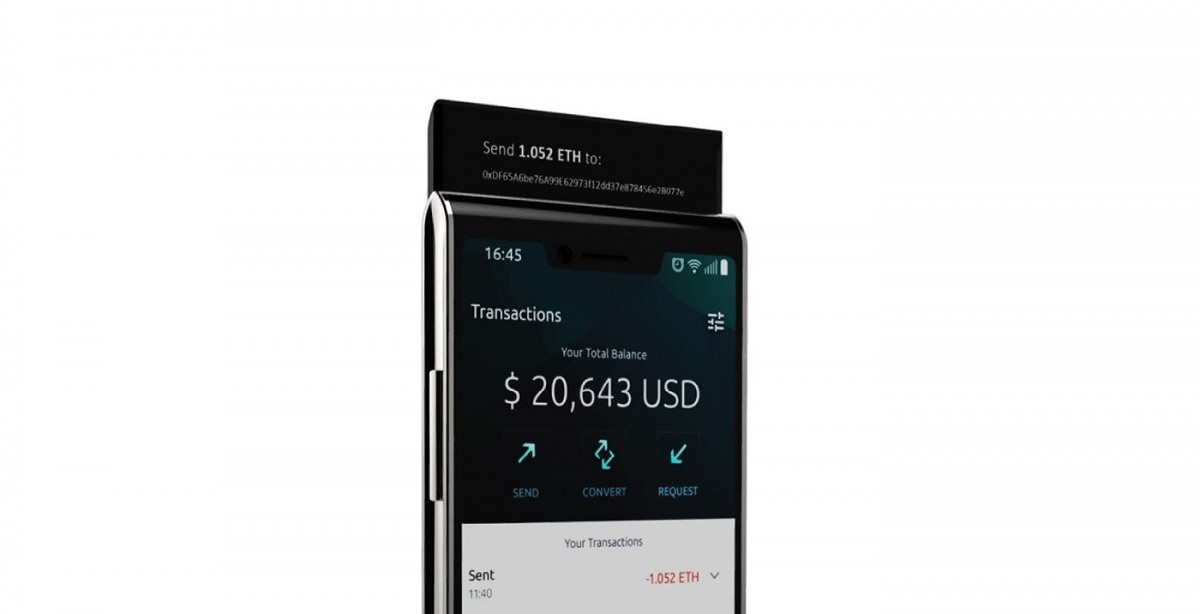 Send 1.052 ETH to:
16:45
Transactions
Your Total Balance
$ 20,643 USD
SEND CONVERT REQUEST
Your Transactions
Sent -1.052 ETH
11:40